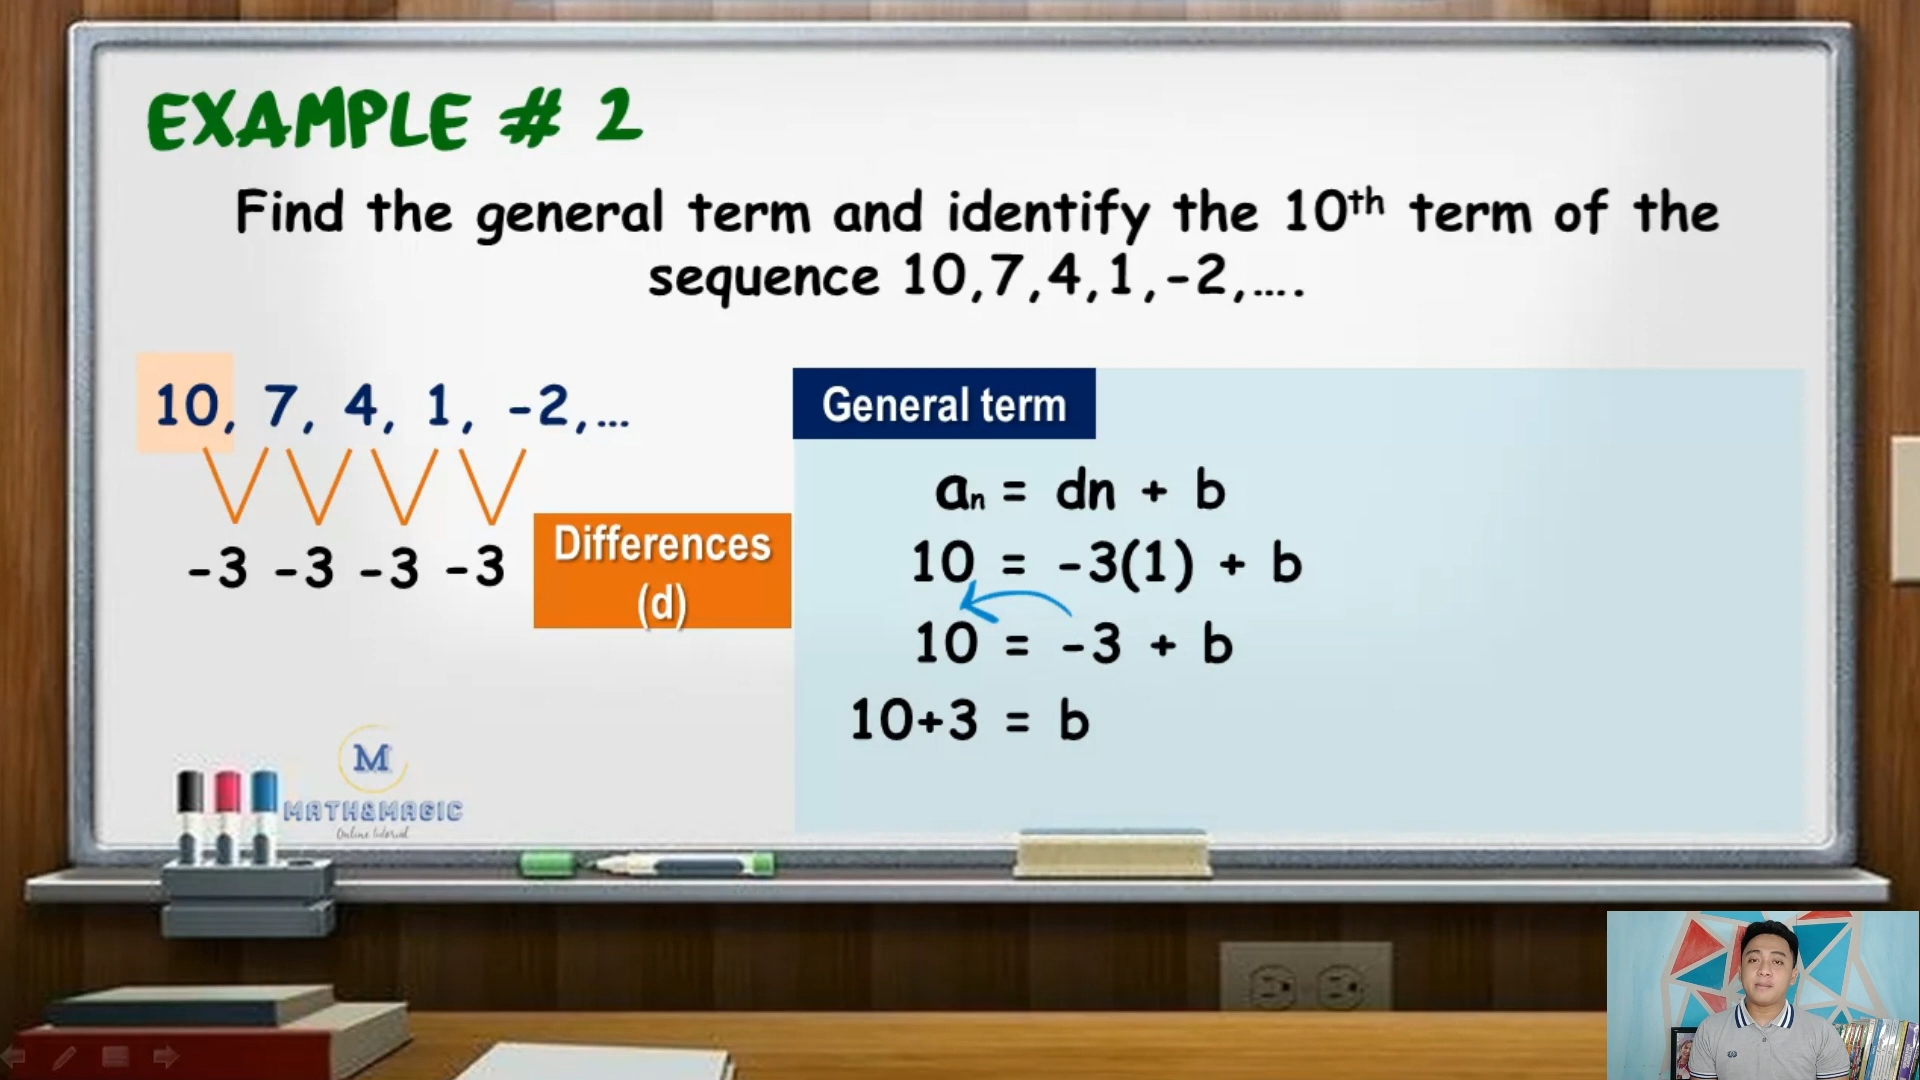 EXAMPLE # 2
Find the general term and identify the 10th term of the
sequence 10,7,4,1,-2,....
10, 7, 4, 1, -2,...
-3 -3 -3 -3
Differences
(d)
General term
an = dn + b
10 = -3(1) + b
10 = -3 + b
10+3 = b
M
MATH&MAGIC
Online tutorial